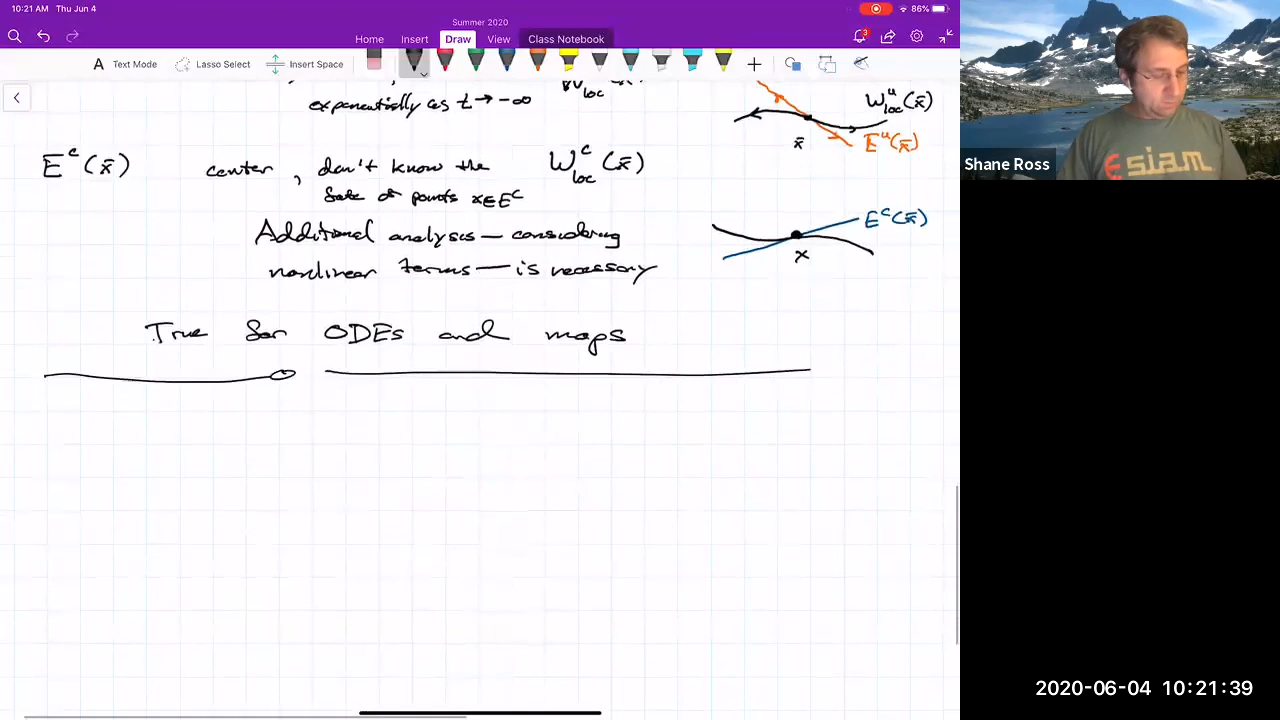 10:21 AM Thu Jun 4
86%
Summer 2020
Home Insert Draw View Class Notebook
3
Text Mode Lasso Select Insert Space
exponentially as t → -∞
W^u_loc(x̄)
x̄
E^u(x̄)
E^c(x̄) center, don't know the W^c_loc(x̄)
fate of points x∈E^c
E^c(x̄)
Additional analysis — considering
x
nonlinear terms — is necessary
True for ODEs and maps
Shane Ross
siam
2020-06-04 10:21:39